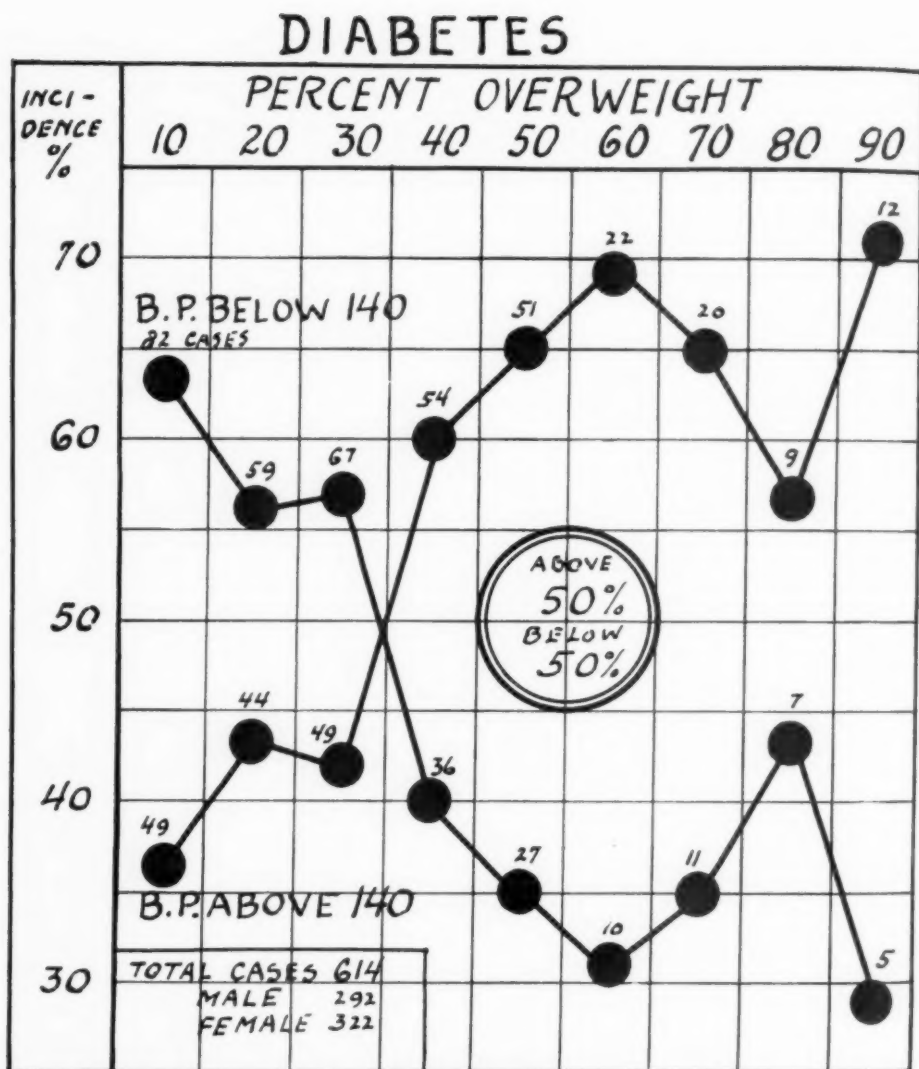 DIABETES
INCI-
DENCE
%
PERCENT OVERWEIGHT
10 20 30 40 50 60 70 80 90
12
70
22
B.P. BELOW 140
82 CASES
51
20
54
60
59
67
9
ABOVE
50%
BELOW
50%
50
44
49
7
36
40
49
27
11
B.P. ABOVE 140
10
5
30
TOTAL CASES 614
MALE 292
FEMALE 322